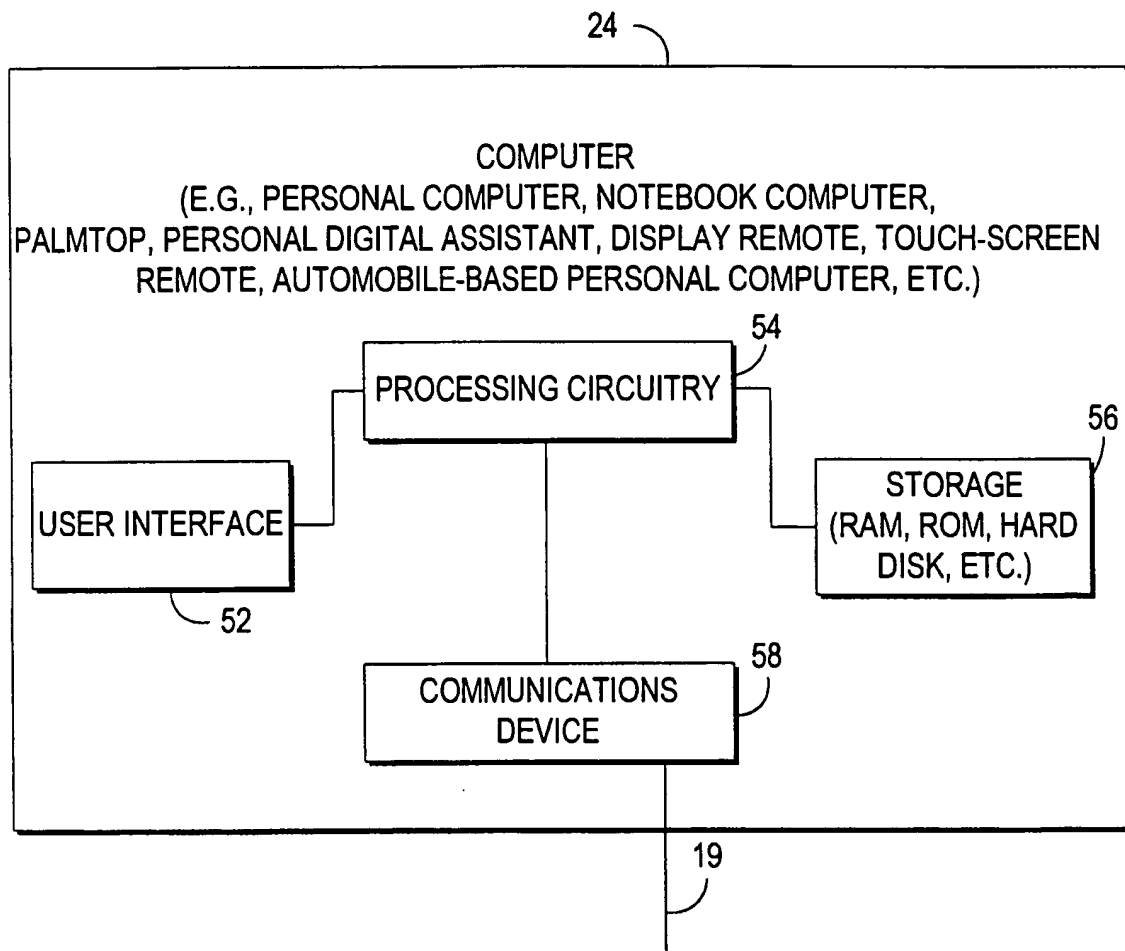 24
COMPUTER
(E.G., PERSONAL COMPUTER, NOTEBOOK COMPUTER,
PALMTOP, PERSONAL DIGITAL ASSISTANT, DISPLAY REMOTE, TOUCH-SCREEN
REMOTE, AUTOMOBILE-BASED PERSONAL COMPUTER, ETC.)
54
PROCESSING CIRCUITRY
56
USER INTERFACE
52
STORAGE
(RAM, ROM, HARD
DISK, ETC.)
58
COMMUNICATIONS
DEVICE
19